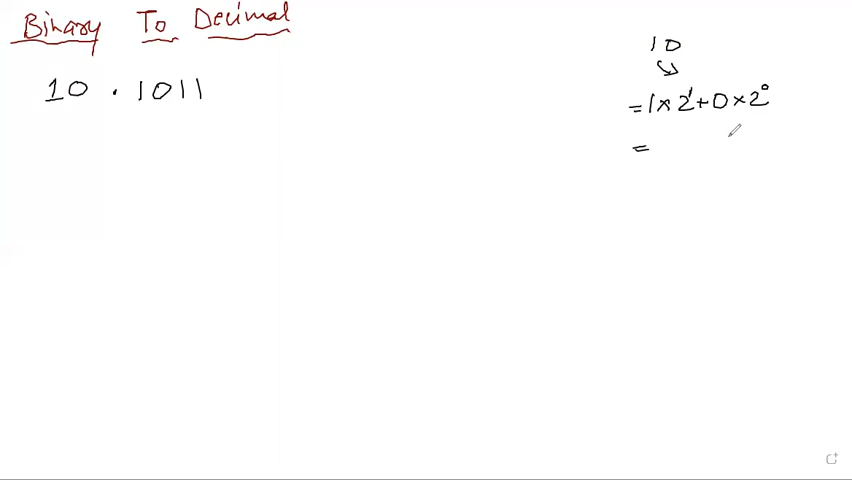 Binary To Decimal
10 . 1011
10
= 1 × 2¹ + 0 × 2⁰
=